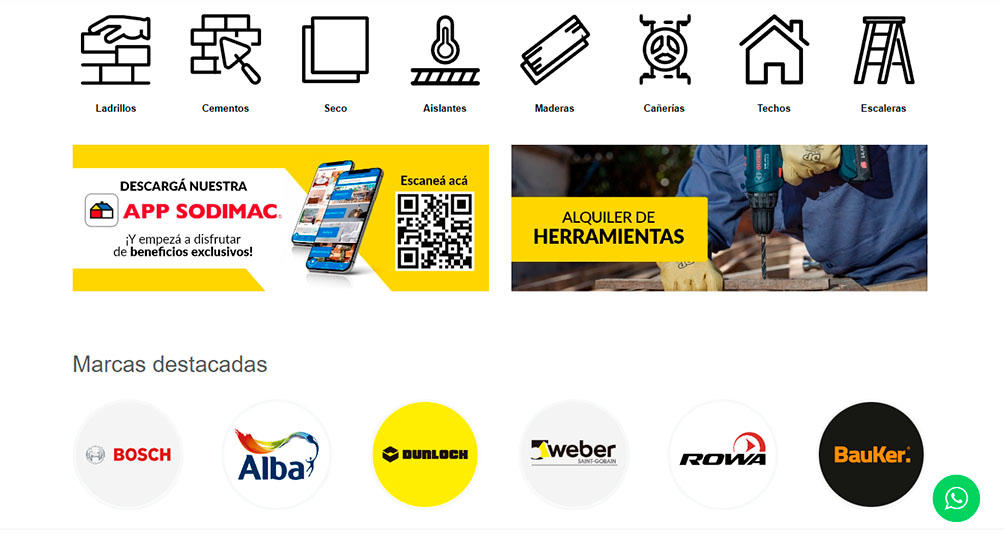 Ladrillos
Cementos
Seco
Aislantes
Maderas
Cañerías
Techos
Escaleras
DESCARGÁ NUESTRA
APP SODIMAC
¡Y empezá a disfrutar
de beneficios exclusivos!
Escaneá acá
ALQUILER DE
HERRAMIENTAS
Marcas destacadas
BOSCH
Alba
DUNLOCH
weber
SAINT-GOBAIN
ROWA
BauKer.